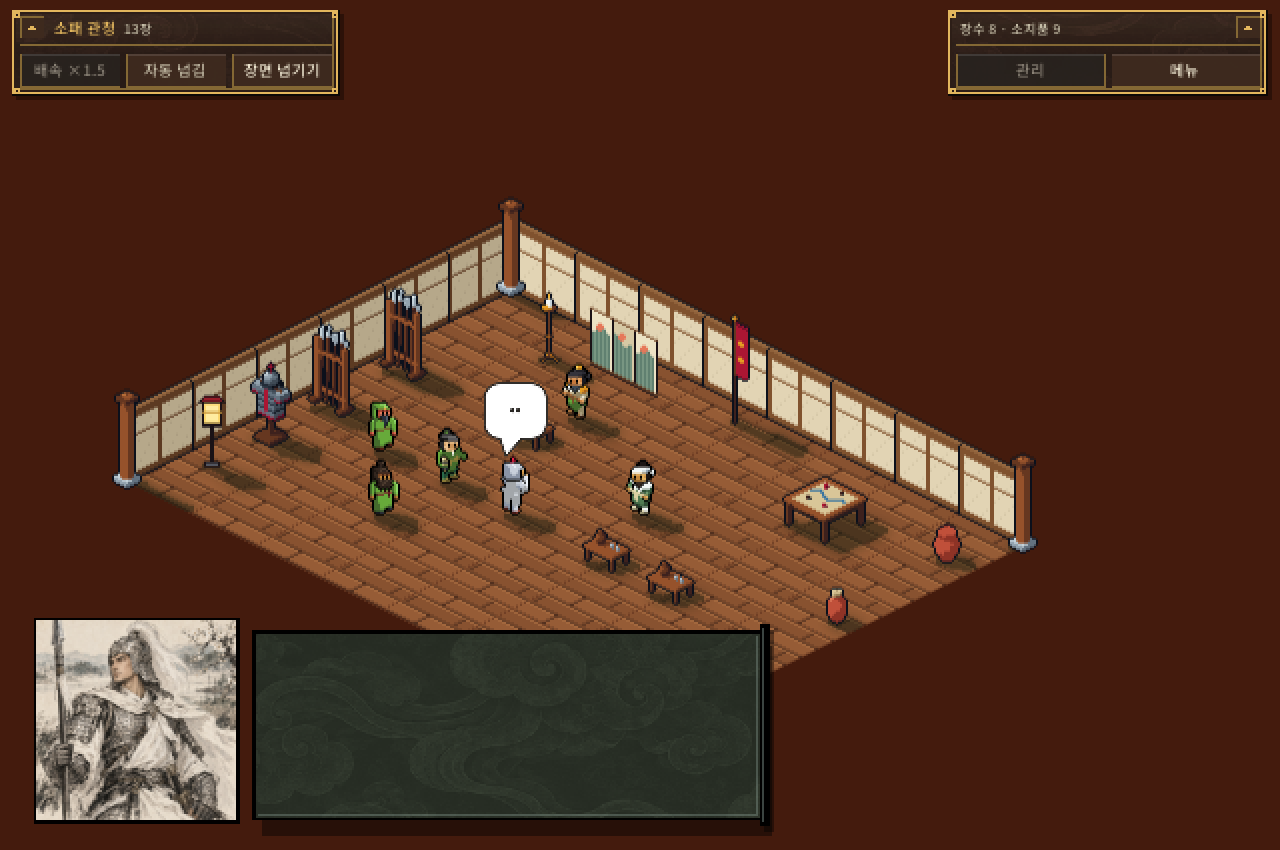 소패 관청 13장
배속 ×1.5 자동 넘김 장면 넘기기
장수 8 · 소지품 9
관리 메뉴
..